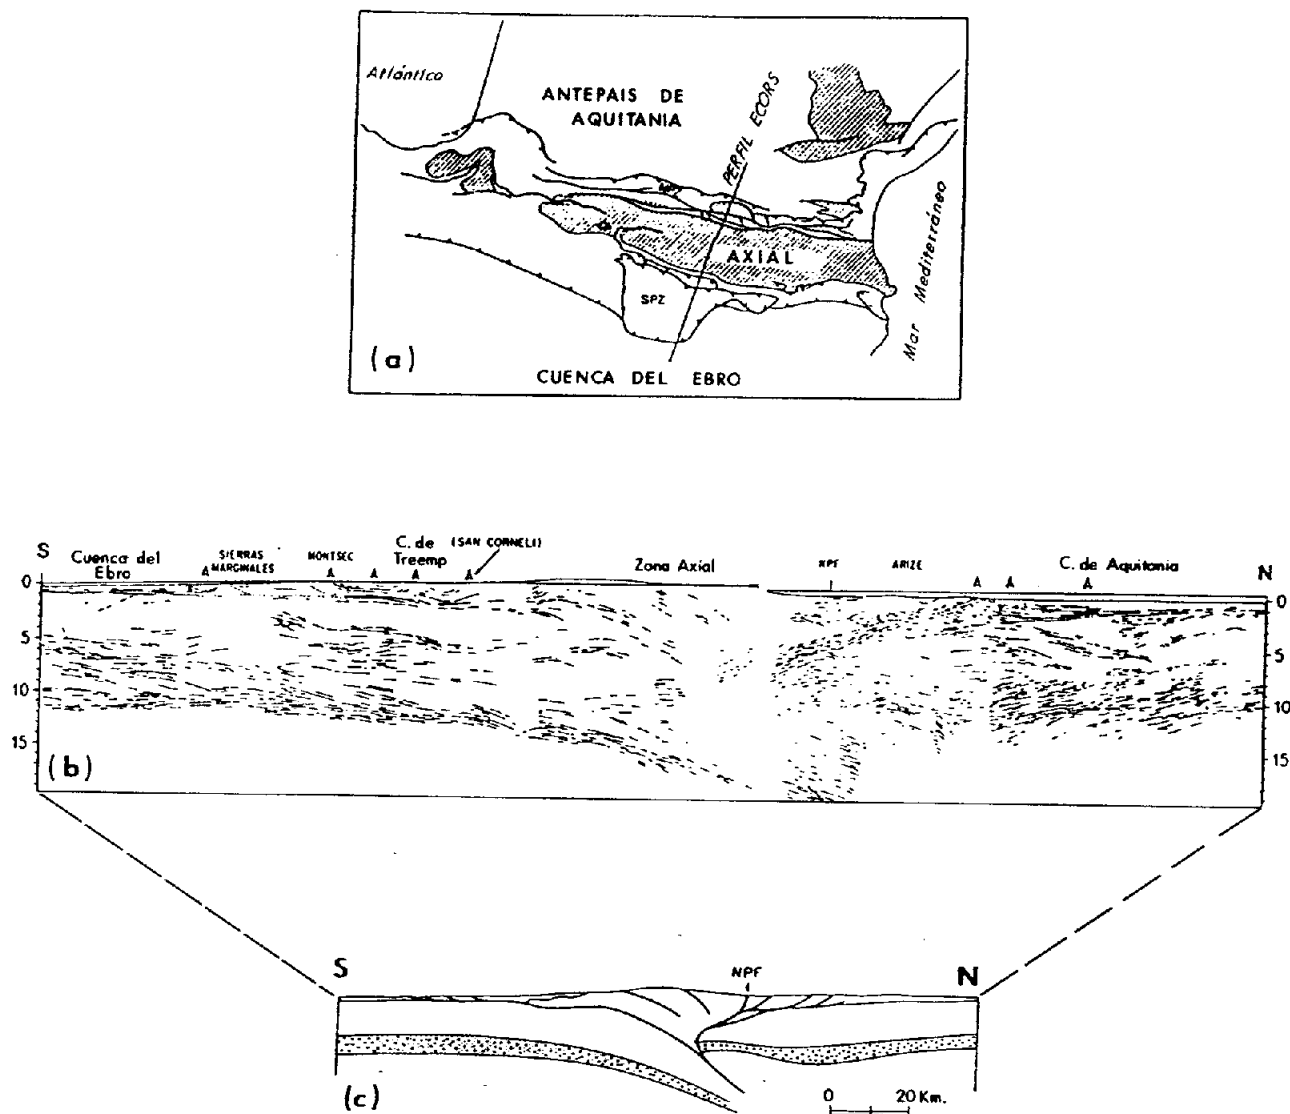 Atlántico
ANTEPAIS DE
AQUITANIA
PERFIL ECORS
AXIAL
SPZ
Mar Mediterráneo
(a)
CUENCA DEL EBRO
S
Cuenca del
Ebro
SIERRAS
MARGINALES
MONTSEC
C. de
Treemp
(SAN CORNELI)
Zona Axial
NPF
ARIZE
C. de Aquitania
N
0
5
10
15
0
5
10
15
(b)
S
NPF
N
(c)
0 20 Km.